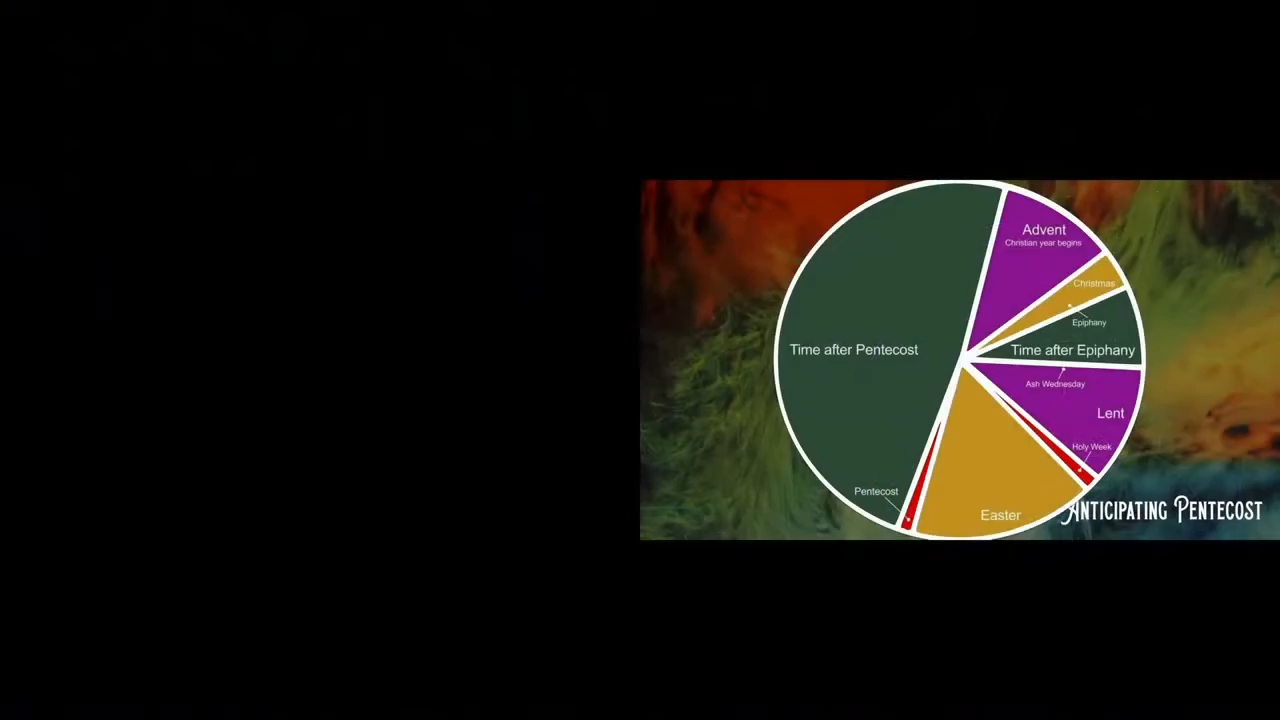 Advent
Christian year begins
Christmas
Epiphany
Time after Pentecost
Time after Epiphany
Ash Wednesday
Lent
Holy Week
Pentecost
Easter
Anticipating Pentecost